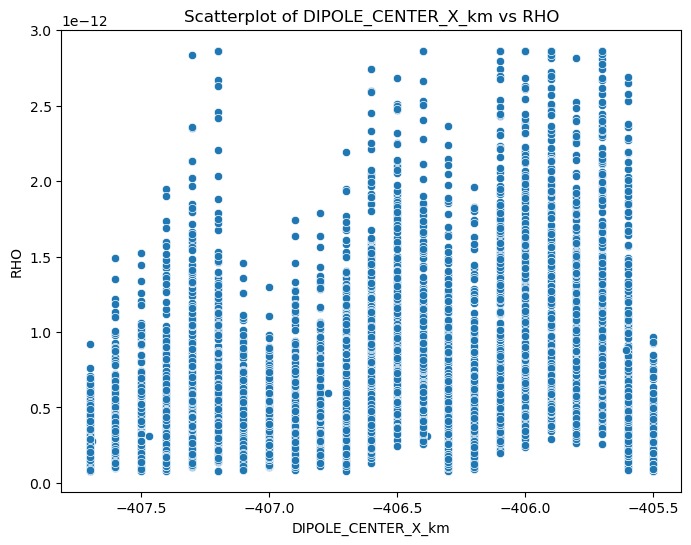 Scatterplot of DIPOLE_CENTER_X_km vs RHO
1e−12
3.0
2.5
2.0
1.5
1.0
0.5
0.0
RHO
−407.5 −407.0 −406.5 −406.0 −405.5
DIPOLE_CENTER_X_km